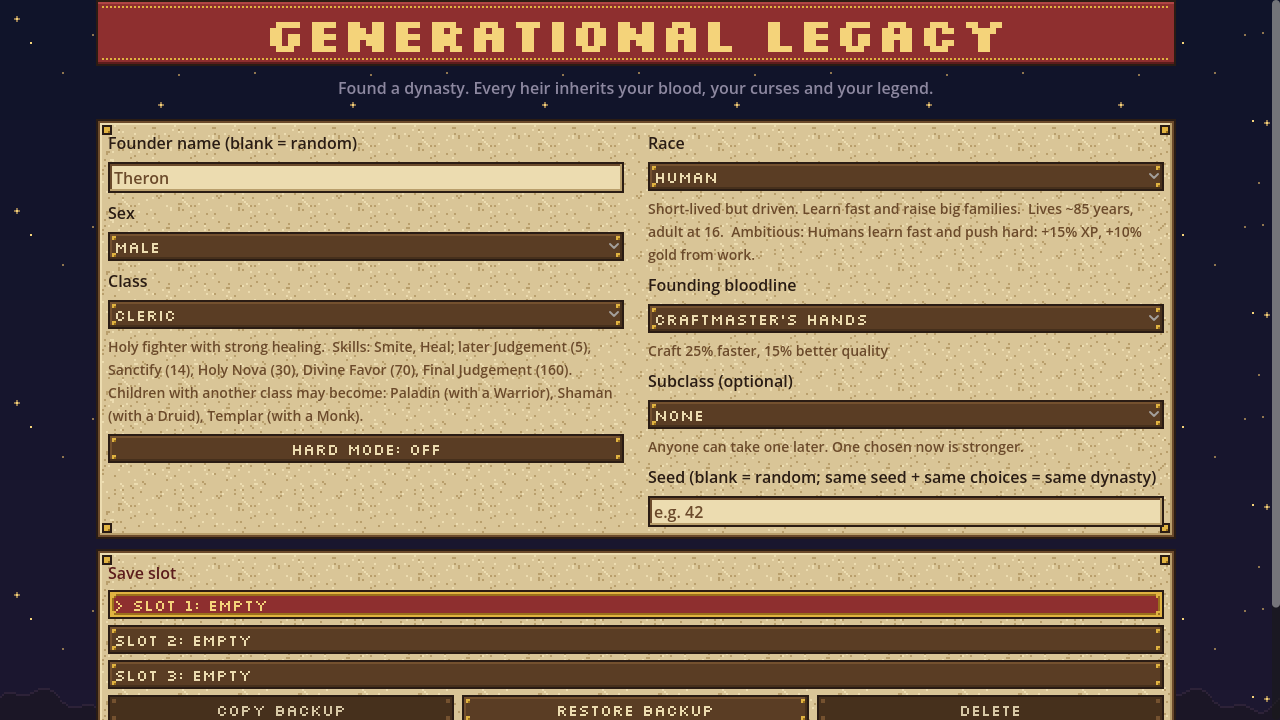 GENERATIONAL LEGACY
Found a dynasty. Every heir inherits your blood, your curses and your legend.
Founder name (blank = random)
Theron
Sex
MALE
Class
CLERIC
Holy fighter with strong healing.  Skills: Smite, Heal; later Judgement (5),
Sanctify (14), Holy Nova (30), Divine Favor (70), Final Judgement (160).
Children with another class may become: Paladin (with a Warrior), Shaman
(with a Druid), Templar (with a Monk).
HARD MODE: OFF
Race
HUMAN
Short-lived but driven. Learn fast and raise big families.  Lives ~85 years,
adult at 16.  Ambitious: Humans learn fast and push hard: +15% XP, +10%
gold from work.
Founding bloodline
CRAFTMASTER'S HANDS
Craft 25% faster, 15% better quality
Subclass (optional)
NONE
Anyone can take one later. One chosen now is stronger.
Seed (blank = random; same seed + same choices = same dynasty)
e.g. 42
Save slot
> SLOT 1: EMPTY
SLOT 2: EMPTY
SLOT 3: EMPTY
COPY BACKUP
RESTORE BACKUP
DELETE